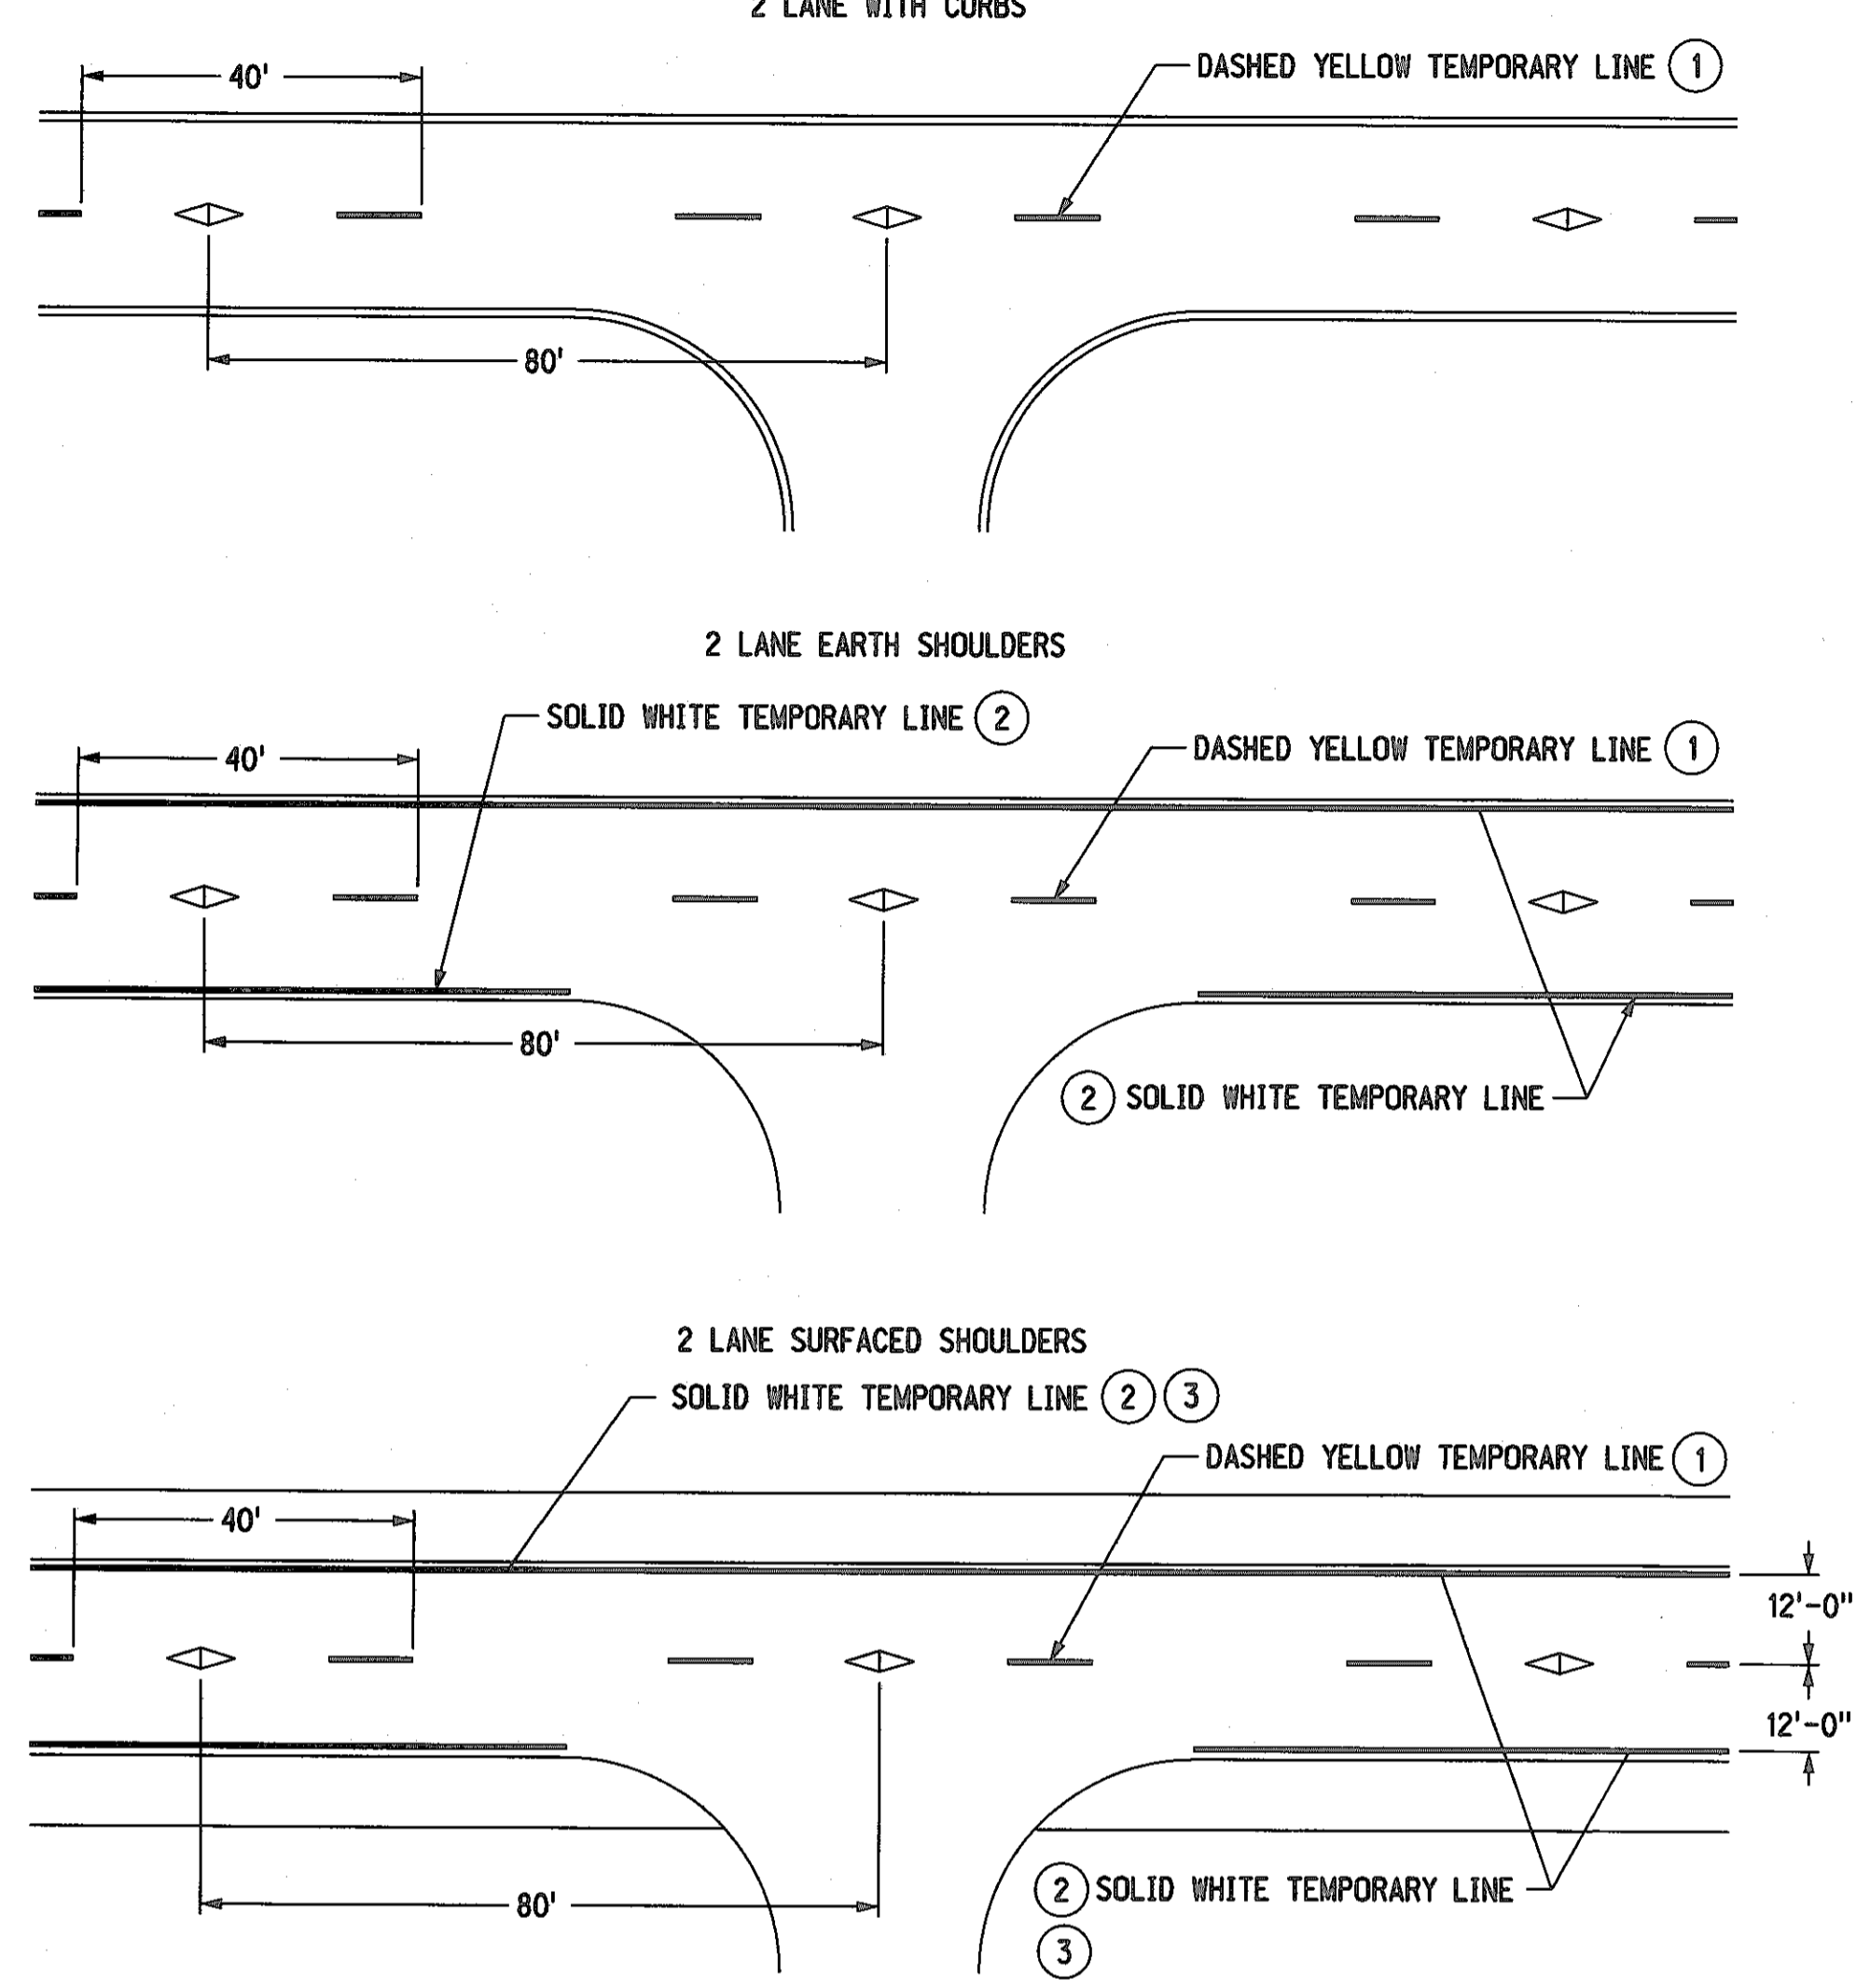 2 LANE WITH CURBS
40'
DASHED YELLOW TEMPORARY LINE 1
80'
2 LANE EARTH SHOULDERS
SOLID WHITE TEMPORARY LINE 2
40'
DASHED YELLOW TEMPORARY LINE 1
80'
2 SOLID WHITE TEMPORARY LINE
2 LANE SURFACED SHOULDERS
SOLID WHITE TEMPORARY LINE 2 3
DASHED YELLOW TEMPORARY LINE 1
40'
12'-0"
12'-0"
80'
2 SOLID WHITE TEMPORARY LINE
3